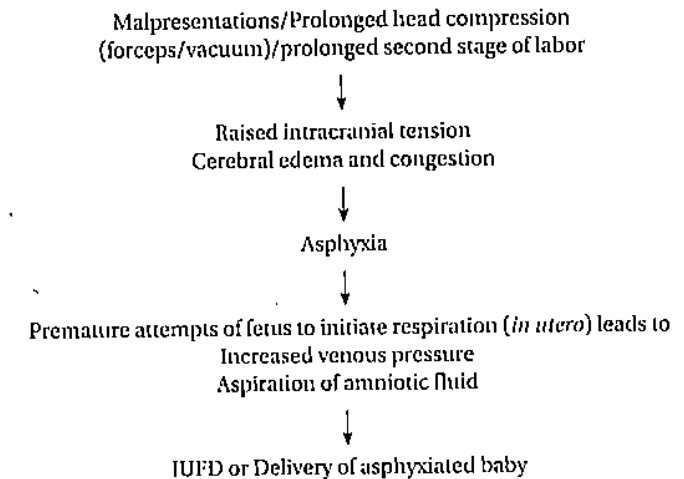 Malpresentations/Prolonged head compression
(forceps/vacuum)/prolonged second stage of labor
Raised intracranial tension
Cerebral edema and congestion
Asphyxia
Premature attempts of fetus to initiate respiration (in utero) leads to
Increased venous pressure
Aspiration of amniotic fluid
IUFD or Delivery of asphyxiated baby